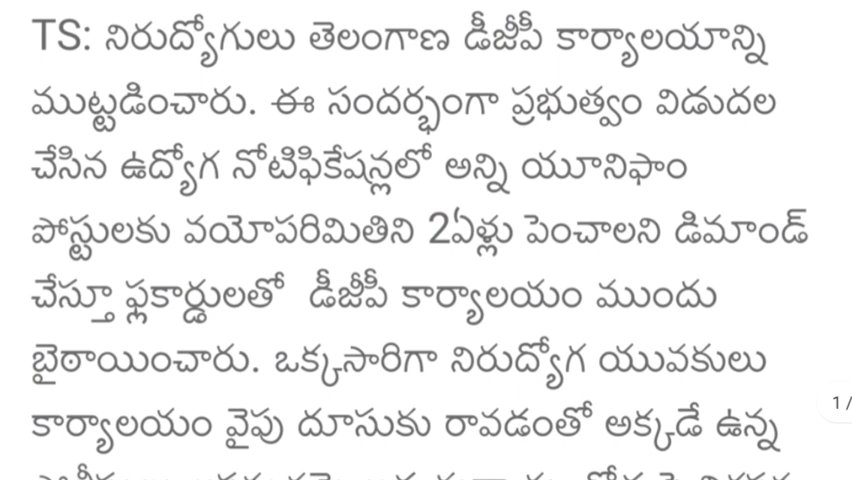 TS: నిరుద్యోగులు తెలంగాణ డీజీపీ కార్యాలయాన్ని
ముట్టడించారు. ఈ సందర్భంగా ప్రభుత్వం విడుదల
చేసిన ఉద్యోగ నోటిఫికేషన్లలో అన్ని యూనిఫాం
పోస్టులకు వయోపరిమితిని 2ఏళ్లు పెంచాలని డిమాండ్
చేస్తూ ఫ్లకార్డులతో డీజీపీ కార్యాలయం ముందు
బైఠాయించారు. ఒక్కసారిగా నిరుద్యోగ యువకులు
1/
కార్యాలయం వైపు దూసుకు రావడంతో అక్కడే ఉన్న